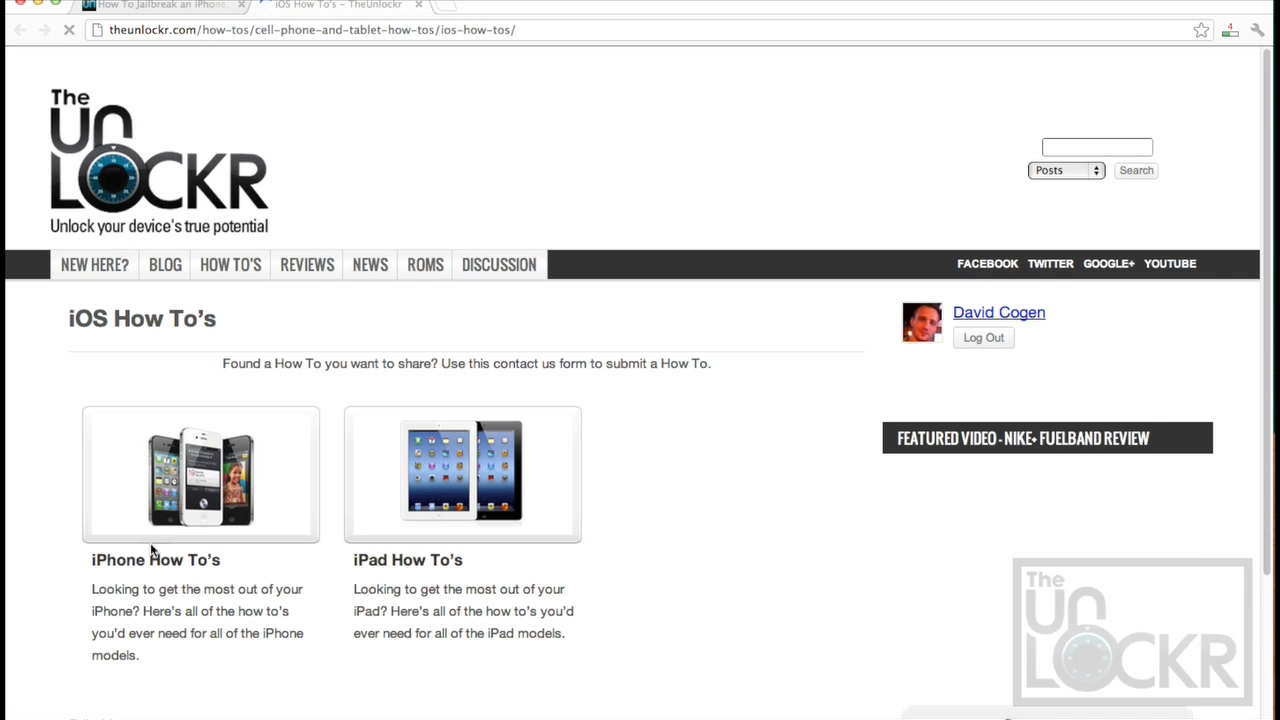 How To Jailbreak an iPhone
iOS How To's – TheUnlockr
theunlockr.com/how-tos/cell-phone-and-tablet-how-tos/ios-how-tos/
4
The
UnLOCKR
Unlock your device's true potential
Posts
Search
NEW HERE? BLOG HOW TO'S REVIEWS NEWS ROMS DISCUSSION
FACEBOOK TWITTER GOOGLE+ YOUTUBE
iOS How To's
David Cogen
Log Out
Found a How To you want to share? Use this contact us form to submit a How To.
FEATURED VIDEO - NIKE+ FUELBAND REVIEW
iPhone How To's
Looking to get the most out of your
iPhone? Here's all of the how to's
you'd ever need for all of the iPhone
models.
iPad How To's
Looking to get the most out of your
iPad? Here's all of the how to's you'd
ever need for all of the iPad models.
The
UnLOCKR